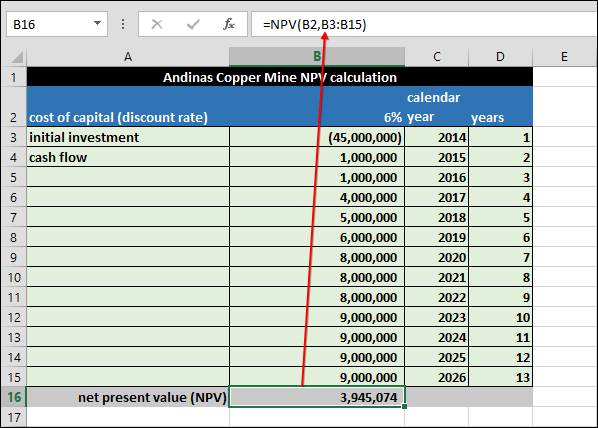 B16 =NPV(B2,B3:B15)
A B C D E
1 Andinas Copper Mine NPV calculation
calendar
2 cost of capital (discount rate) 6% year years
3 initial investment (45,000,000) 2014 1
4 cash flow 1,000,000 2015 2
5 1,000,000 2016 3
6 4,000,000 2017 4
7 5,000,000 2018 5
8 6,000,000 2019 6
9 8,000,000 2020 7
10 8,000,000 2021 8
11 8,000,000 2022 9
12 9,000,000 2023 10
13 9,000,000 2024 11
14 9,000,000 2025 12
15 9,000,000 2026 13
16 net present value (NPV) 3,945,074
17